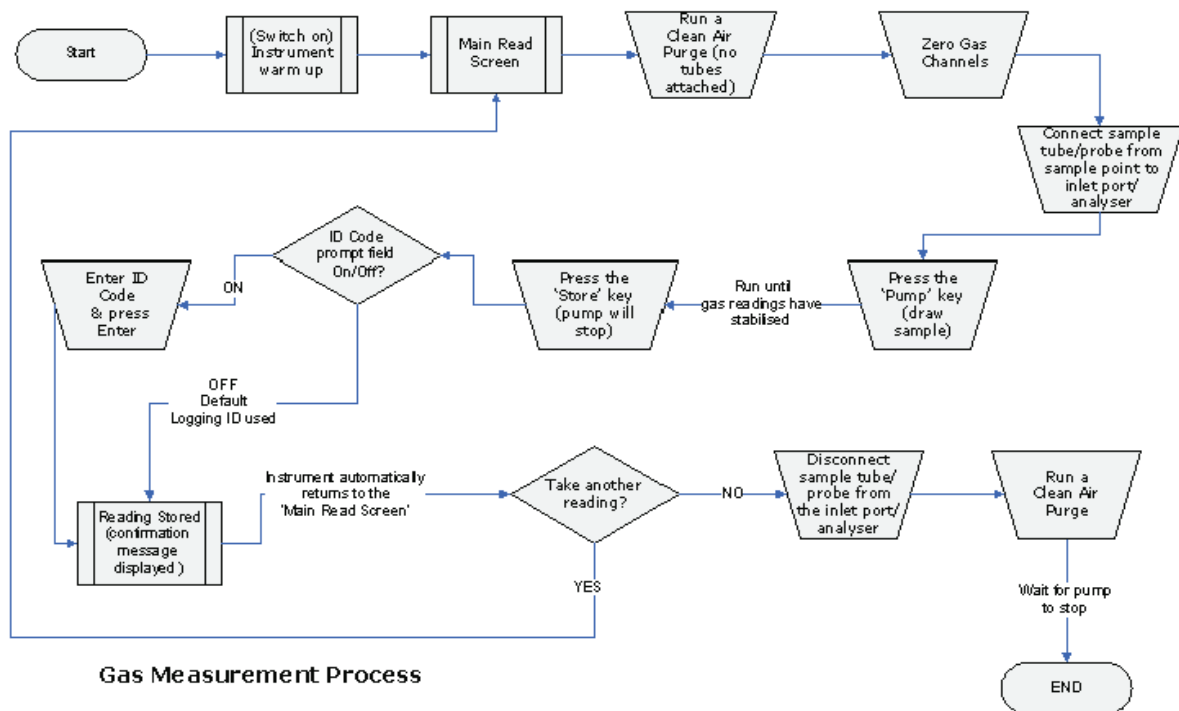 Start
(Switch on)
Instrument
warm up
Main Read
Screen
Run a
Clean Air
Purge (no
tubes
attached)
Zero Gas
Channels
Connect sample
tube/probe from
sample point to
inlet port/
analyser
Press the
'Pump' key
(draw
sample)
Run until
gas readings have
stabilised
Press the
'Store' key
(pump will
stop)
ID Code
prompt field
On/Off?
ON
Enter ID
Code
& press
Enter
OFF
Default
Logging ID used
Reading Stored
(confirmation
message
displayed )
Instrument automatically
returns to the
'Main Read Screen'
Take another
reading?
YES
NO
Disconnect
sample tube/
probe from
the inlet port/
analyser
Run a
Clean Air
Purge
Wait for pump
to stop
END
Gas Measurement Process